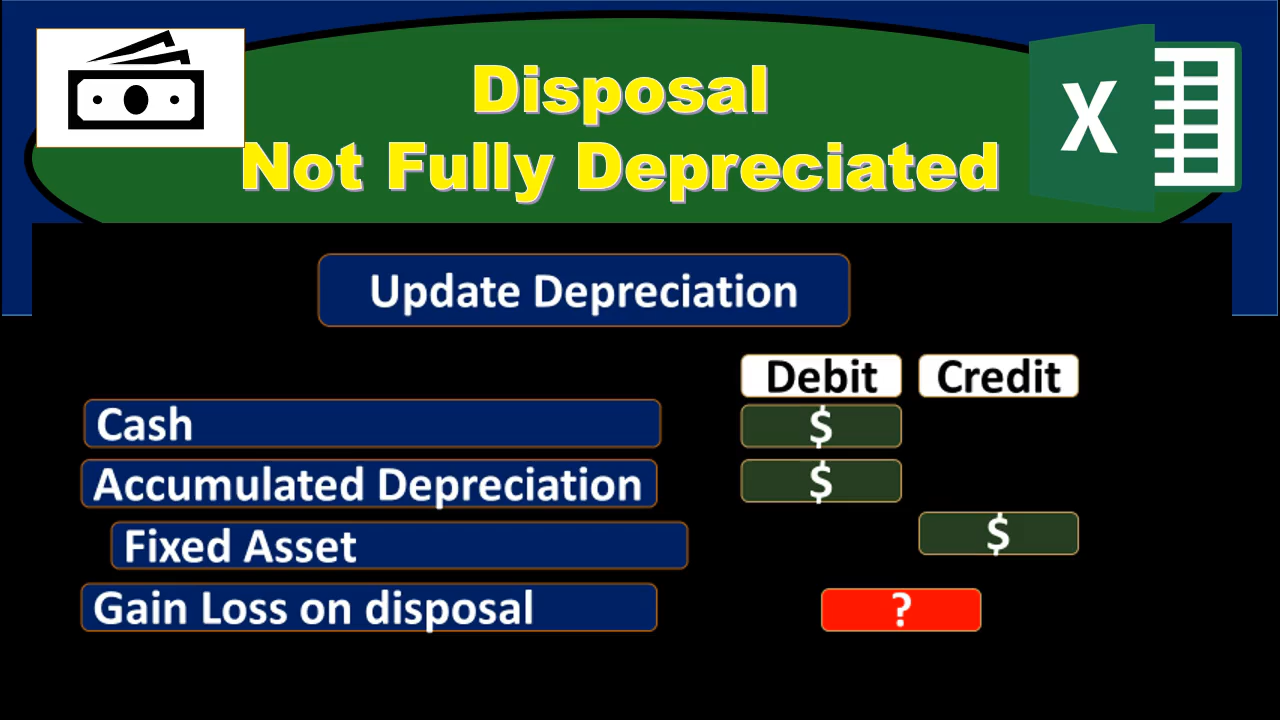 Disposal
Not Fully Depreciated
X
Update Depreciation
Debit Credit
Cash $
Accumulated Depreciation $
Fixed Asset $
Gain Loss on disposal ?